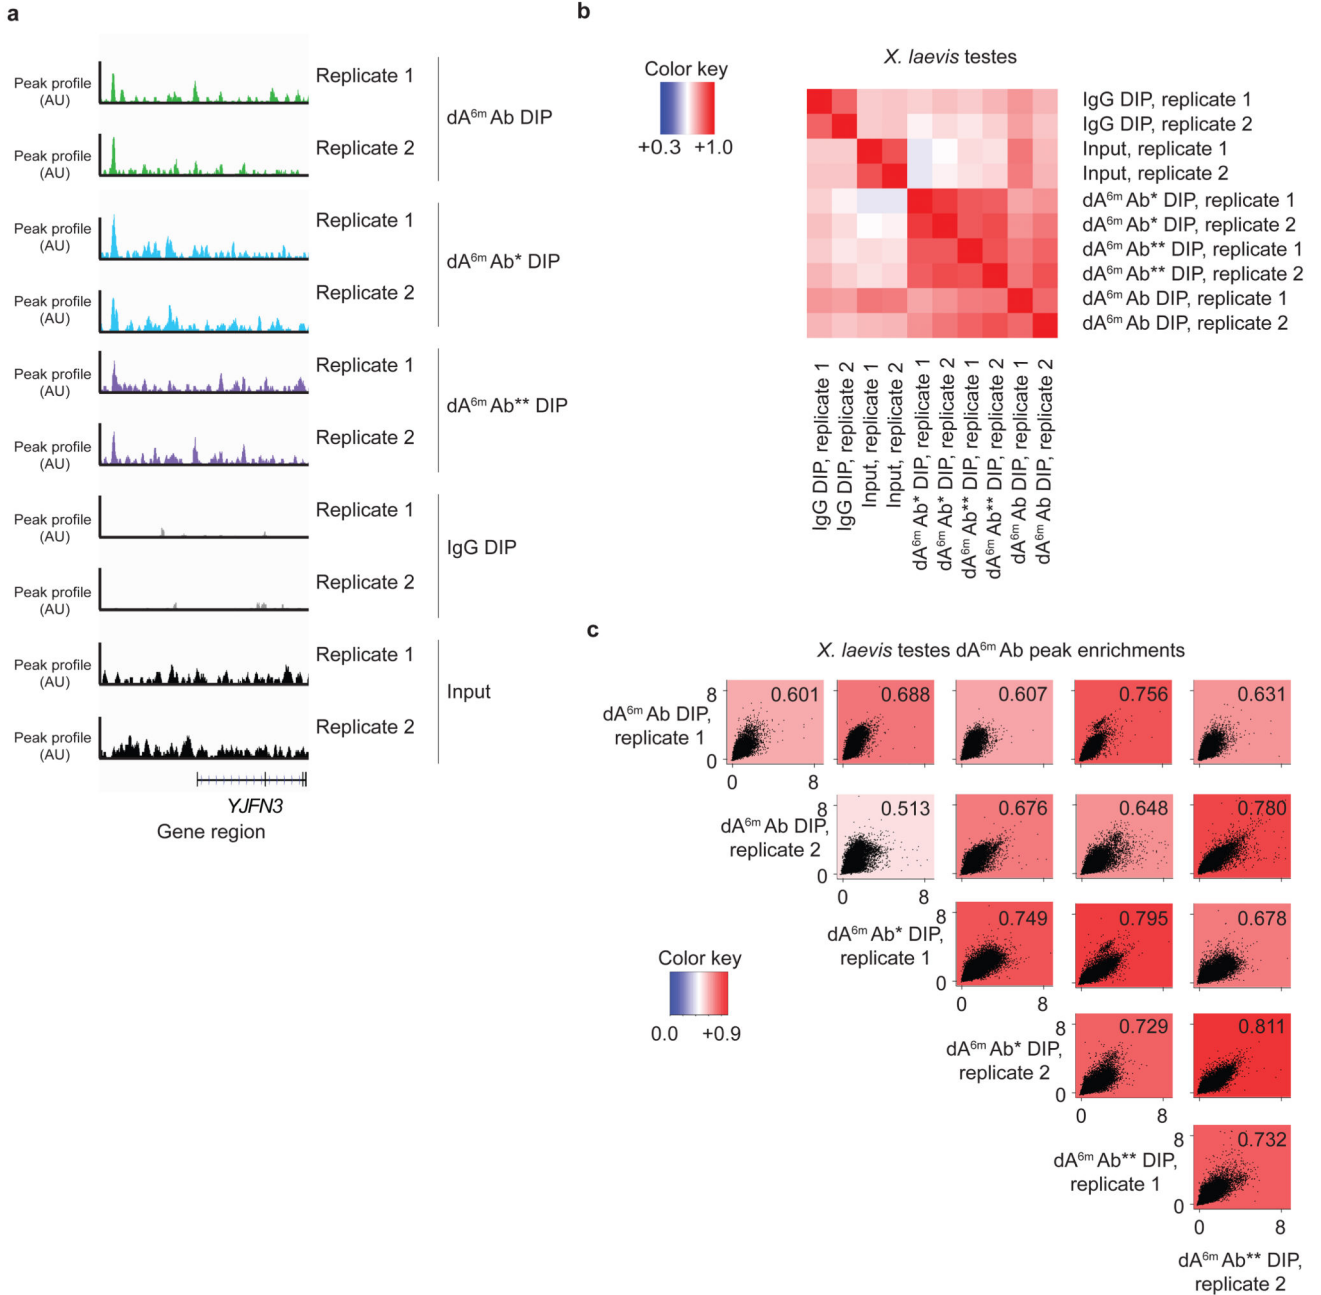 a
Peak profile
(AU)
Replicate 1
dA6m Ab DIP
Peak profile
(AU)
Replicate 2
Peak profile
(AU)
Replicate 1
dA6m Ab* DIP
Peak profile
(AU)
Replicate 2
Peak profile
(AU)
Replicate 1
dA6m Ab** DIP
Peak profile
(AU)
Replicate 2
Peak profile
(AU)
Replicate 1
IgG DIP
Peak profile
(AU)
Replicate 2
Peak profile
(AU)
Replicate 1
Input
Peak profile
(AU)
Replicate 2
YJFN3
Gene region
b
X. laevis testes
Color key
+0.3 +1.0
IgG DIP, replicate 1
IgG DIP, replicate 2
Input, replicate 1
Input, replicate 2
dA6m Ab* DIP, replicate 1
dA6m Ab* DIP, replicate 2
dA6m Ab** DIP, replicate 1
dA6m Ab** DIP, replicate 2
dA6m Ab DIP, replicate 1
dA6m Ab DIP, replicate 2
IgG DIP, replicate 1
IgG DIP, replicate 2
Input, replicate 1
Input, replicate 2
dA6m Ab* DIP, replicate 1
dA6m Ab* DIP, replicate 2
dA6m Ab** DIP, replicate 1
dA6m Ab** DIP, replicate 2
dA6m Ab DIP, replicate 1
dA6m Ab DIP, replicate 2
c
X. laevis testes dA6m Ab peak enrichments
dA6m Ab DIP,
replicate 1
8
0
0.601 0.688 0.607 0.756 0.631
0 8
dA6m Ab DIP,
replicate 2
8
0
0.513 0.676 0.648 0.780
0 8
dA6m Ab* DIP,
replicate 1
8
0
0.749 0.795 0.678
0 8
Color key
0.0 +0.9
dA6m Ab* DIP,
replicate 2
8
0
0.729 0.811
0 8
dA6m Ab** DIP,
replicate 1
8
0
0.732
0 8
dA6m Ab** DIP,
replicate 2